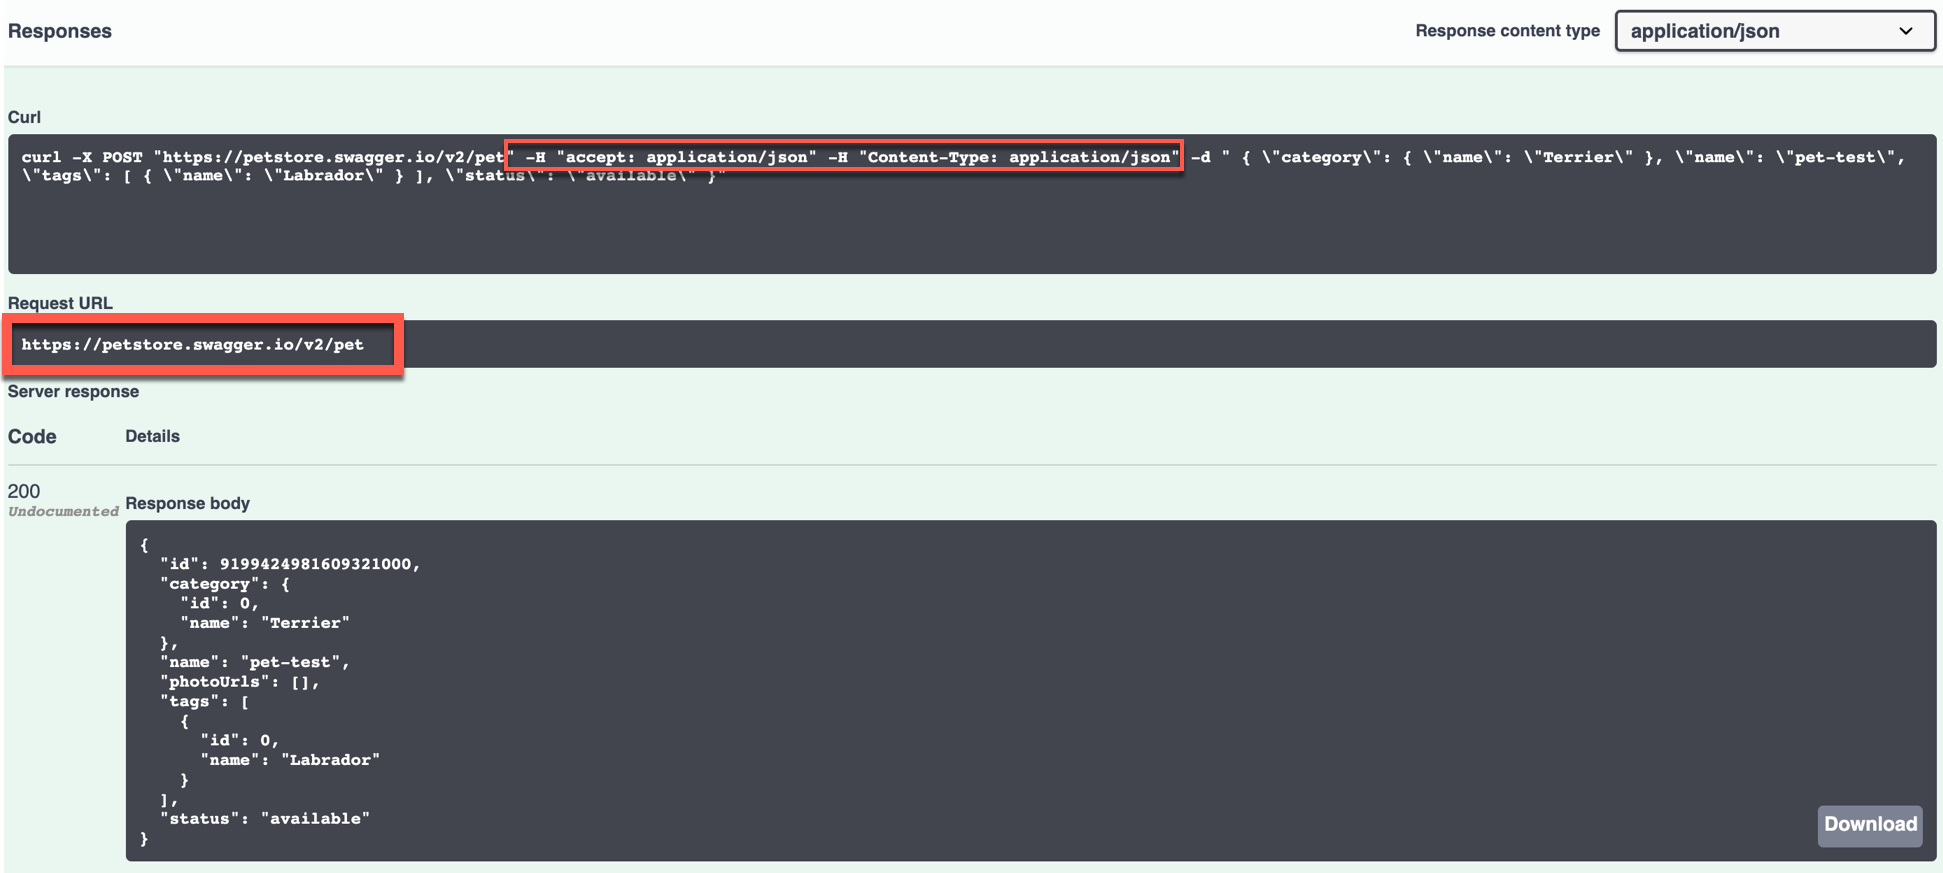 Responses
Response content type
application/json
Curl
curl -X POST "https://petstore.swagger.io/v2/pet" -H "accept: application/json" -H "Content-Type: application/json" -d " { \"category\": { \"name\": \"Terrier\" }, \"name\": \"pet-test\",
\"tags\": [ { \"name\": \"Labrador\" } ], \"status\": \"available\" }"
Request URL
https://petstore.swagger.io/v2/pet
Server response
Code Details
200
Undocumented
Response body
{
  "id": 9199424981609321000,
  "category": {
    "id": 0,
    "name": "Terrier"
  },
  "name": "pet-test",
  "photoUrls": [],
  "tags": [
    {
      "id": 0,
      "name": "Labrador"
    }
  ],
  "status": "available"
}
Download